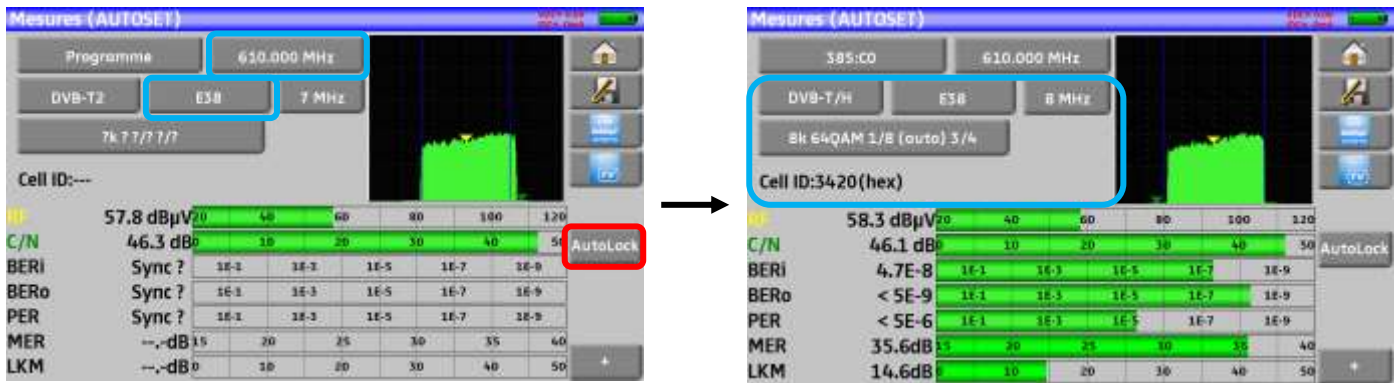 Mesures (AUTOSET)
Programme
610.000 MHz
DVB-T2
E38
7 MHz
?k ? ?/? ?/?
Cell ID:---
RF 57.8 dBµV 20 40 60 80 100 120
C/N 46.3 dB 0 10 20 30 40 50
AutoLock
BERi Sync ? 1E-1 1E-3 1E-5 1E-7 1E-9
BERo Sync ? 1E-1 1E-3 1E-5 1E-7 1E-9
PER Sync ? 1E-1 1E-3 1E-5 1E-7 1E-9
MER --,-dB 15 20 25 30 35 40
LKM --,-dB 0 10 20 30 40 50
+
Mesures (AUTOSET)
385:C0
610.000 MHz
DVB-T/H
E38
8 MHz
8k 64QAM 1/8 (auto) 3/4
Cell ID:3420(hex)
RF 58.3 dBµV 20 40 60 80 100 120
C/N 46.1 dB 0 10 20 30 40 50
AutoLock
BERi 4.7E-8 1E-1 1E-3 1E-5 1E-7 1E-9
BERo < 5E-9 1E-1 1E-3 1E-5 1E-7 1E-9
PER < 5E-6 1E-1 1E-3 1E-5 1E-7 1E-9
MER 35.6dB 15 20 25 30 35 40
LKM 14.6dB 0 10 20 30 40 50
+